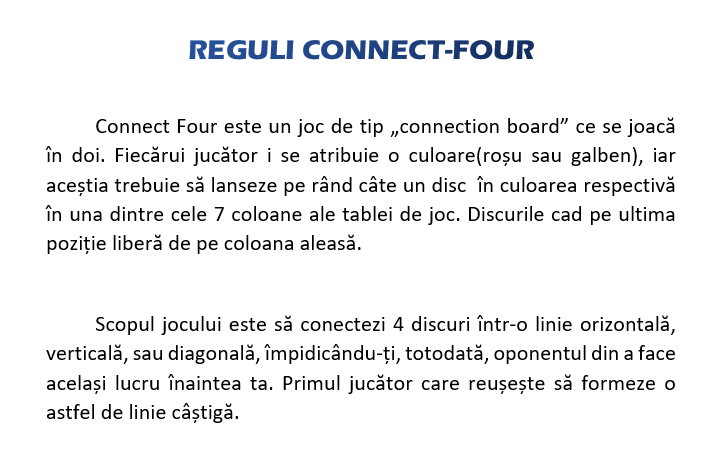 REGULI CONNECT-FOUR
Connect Four este un joc de tip „connection board” ce se joacă
în doi. Fiecărui jucător i se atribuie o culoare(roșu sau galben), iar
aceștia trebuie să lanseze pe rând câte un disc  în culoarea respectivă
în una dintre cele 7 coloane ale tablei de joc. Discurile cad pe ultima
poziție liberă de pe coloana aleasă.
Scopul jocului este să conectezi 4 discuri într-o linie orizontală,
verticală, sau diagonală, împidicându-ți, totodată, oponentul din a face
același lucru înaintea ta. Primul jucător care reușește să formeze o
astfel de linie câștigă.